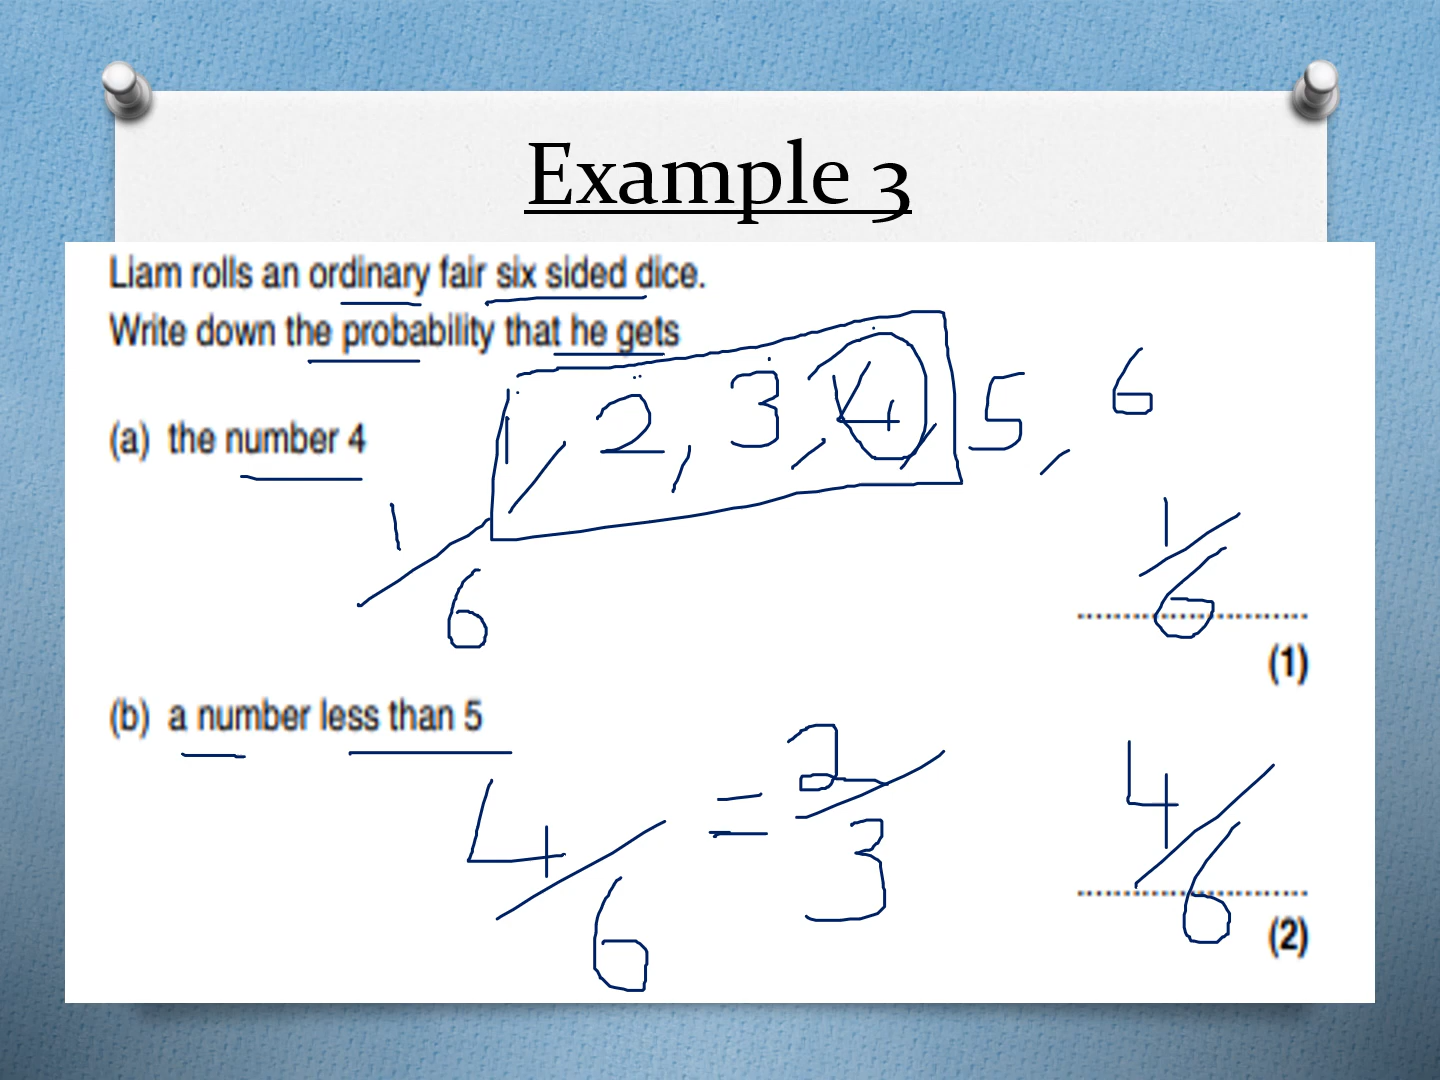 Example 3
Liam rolls an ordinary fair six sided dice.
Write down the probability that he gets
1, 2, 3, 4, 5, 6
(a) the number 4
1/6
1/6
(1)
(b) a number less than 5
4/6 = 2/3
4/6
(2)